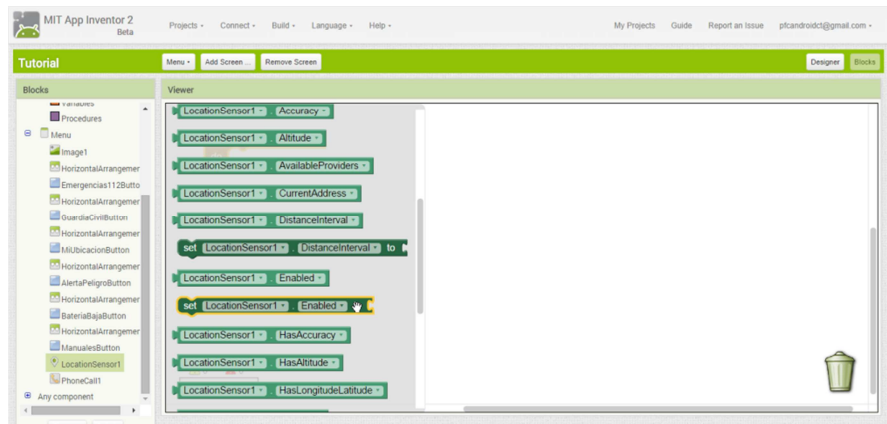 MIT App Inventor 2
Beta
Projects Connect Build Language Help
My Projects Guide Report an Issue pfcandroidct@gmail.com
Tutorial
Menu Add Screen ... Remove Screen
Designer Blocks
Blocks
Viewer
Variables
Procedures
Menu
Image1
HorizontalArrangemer
Emergencias112Butto
HorizontalArrangemer
GuardiaCivilButton
HorizontalArrangemer
MiUbicacionButton
HorizontalArrangemer
AlertaPeligroButton
HorizontalArrangemer
BateriaBajaButton
HorizontalArrangemer
ManualesButton
LocationSensor1
PhoneCall1
Any component
LocationSensor1 . Accuracy
LocationSensor1 . Altitude
LocationSensor1 . AvailableProviders
LocationSensor1 . CurrentAddress
LocationSensor1 . DistanceInterval
set LocationSensor1 . DistanceInterval to
LocationSensor1 . Enabled
set LocationSensor1 . Enabled
LocationSensor1 . HasAccuracy
LocationSensor1 . HasAltitude
LocationSensor1 . HasLongitudeLatitude